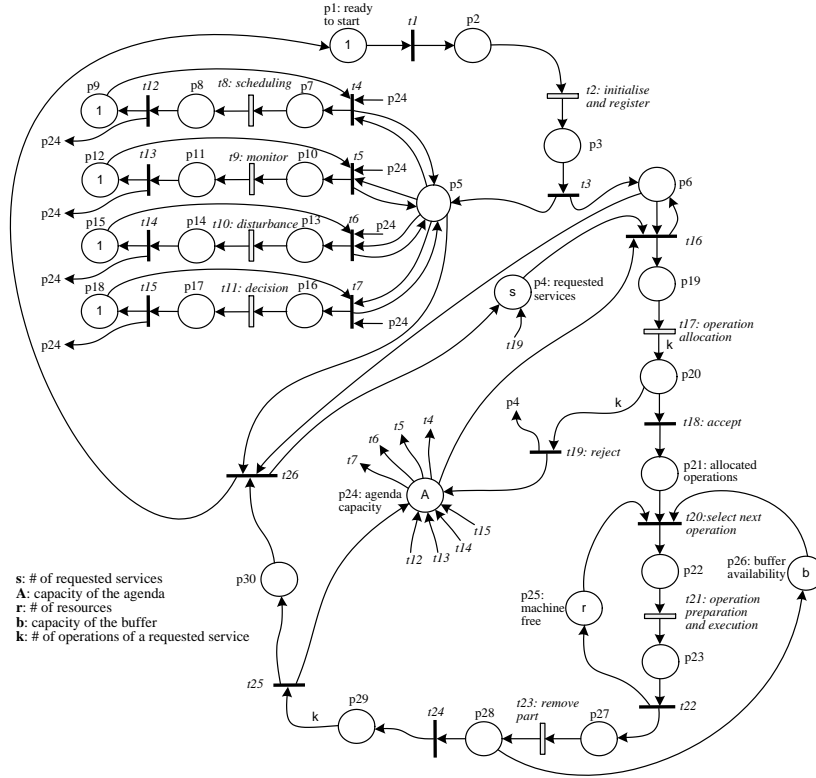 p1: ready
to start
t1
p2
1
t2: initialise
and register
p3
t3
p9
t12
p8
t8: scheduling
p7
t4
1
p24
p24
p12
t13
p11
t9: monitor
p10
t5
1
p24
p24
p5
p6
p15
t14
p14
t10: disturbance
p13
t6
1
p24
p24
t16
p18
t15
p17
t11: decision
p16
t7
1
p24
p24
s
p4: requested
services
t19
p19
t17: operation
allocation
k
p20
k
p4
t18: accept
t19: reject
t4
t5
t6
t7
p21: allocated
operations
t26
p24: agenda
capacity
A
t15
t14
t13
t12
t20:select next
operation
p26: buffer
availability
b
p22
p30
p25:
machine
free
r
t21: operation
preparation
and execution
s: # of requested services
A: capacity of the agenda
r: # of resources
b: capacity of the buffer
k: # of operations of a requested service
p23
t25
t22
p29
k
t24
p28
t23: remove
part
p27